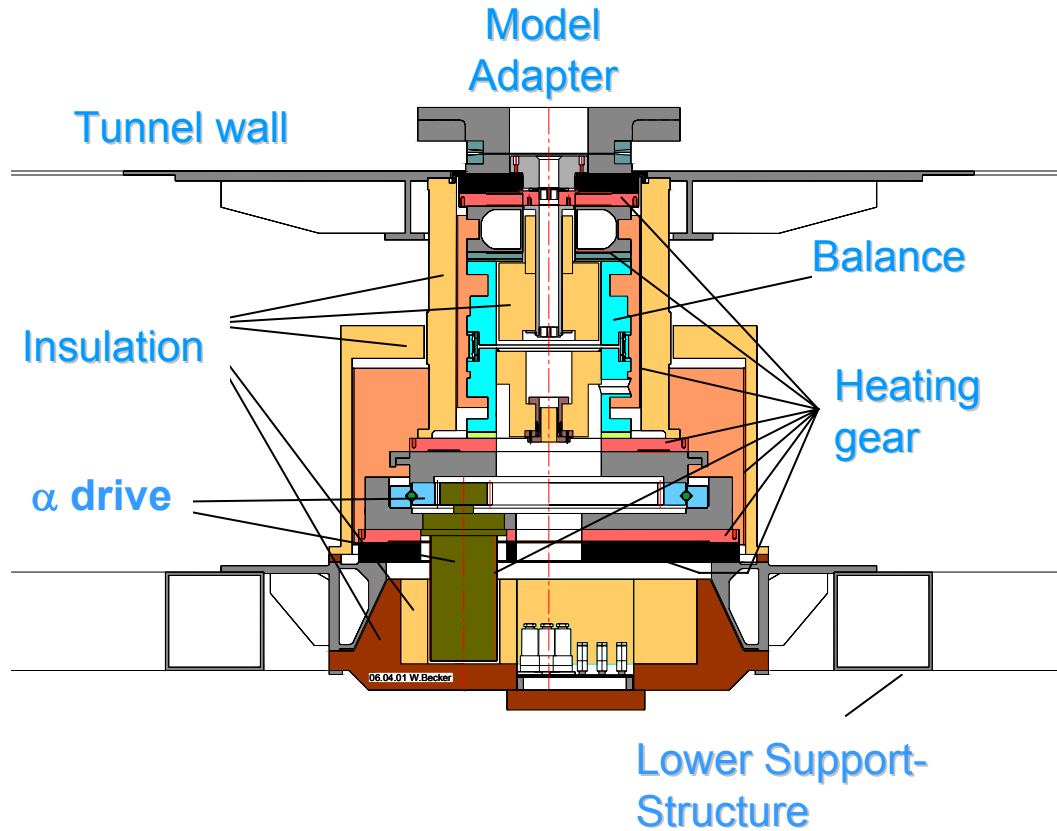 Model
Adapter
Tunnel wall
Balance
Insulation
Heating
gear
α drive
06.04.01 W.Becker
Lower Support-
Structure